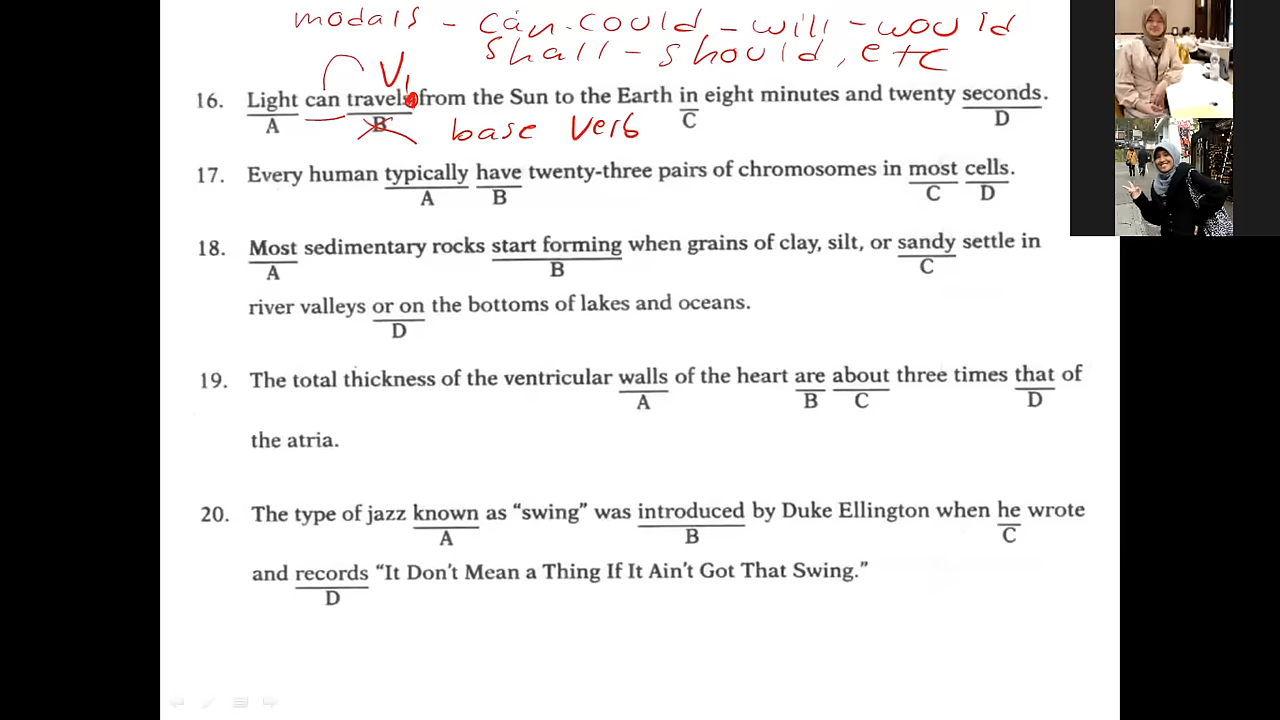 modals - can - could - will - would
shall - should, etc
V1
16. Light can travels from the Sun to the Earth in eight minutes and twenty seconds.
A B C D
base verb
17. Every human typically have twenty-three pairs of chromosomes in most cells.
A B C D
18. Most sedimentary rocks start forming when grains of clay, silt, or sandy settle in
A B C
river valleys or on the bottoms of lakes and oceans.
D
19. The total thickness of the ventricular walls of the heart are about three times that of
A B C D
the atria.
20. The type of jazz known as “swing” was introduced by Duke Ellington when he wrote
A B C
and records “It Don't Mean a Thing If It Ain't Got That Swing.”
D